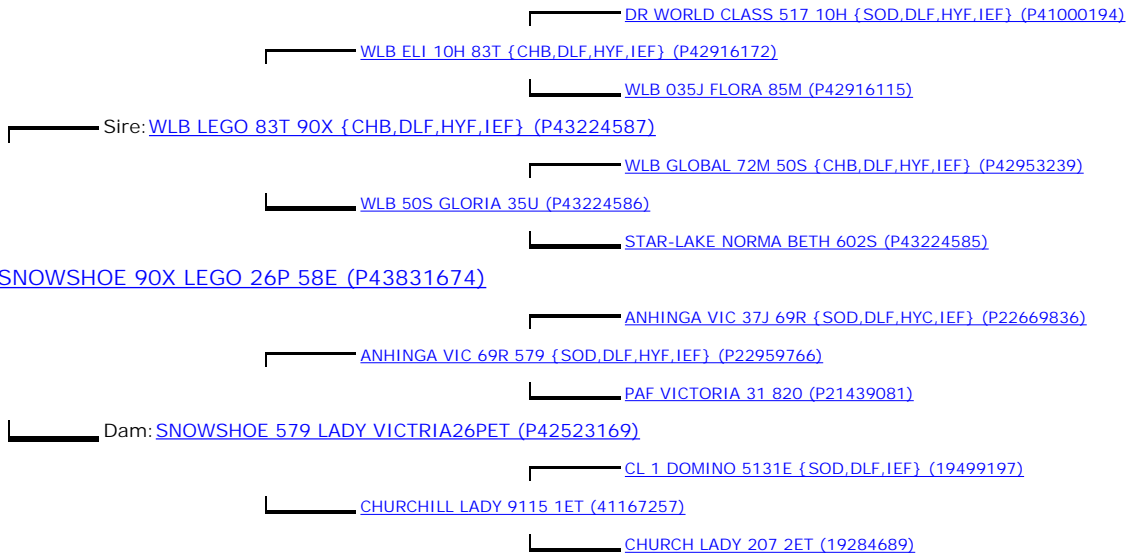 DR WORLD CLASS 517 10H {SOD,DLF,HYF,IEF} (P41000194)
WLB ELI 10H 83T {CHB,DLF,HYF,IEF} (P42916172)
WLB 035J FLORA 85M (P42916115)
Sire: WLB LEGO 83T 90X {CHB,DLF,HYF,IEF} (P43224587)
WLB GLOBAL 72M 50S {CHB,DLF,HYF,IEF} (P42953239)
WLB 50S GLORIA 35U (P43224586)
STAR-LAKE NORMA BETH 602S (P43224585)
SNOWSHOE 90X LEGO 26P 58E (P43831674)
ANHINGA VIC 37J 69R {SOD,DLF,HYC,IEF} (P22669836)
ANHINGA VIC 69R 579 {SOD,DLF,HYF,IEF} (P22959766)
PAF VICTORIA 31 820 (P21439081)
Dam: SNOWSHOE 579 LADY VICTRIA26PET (P42523169)
CL 1 DOMINO 5131E {SOD,DLF,IEF} (19499197)
CHURCHILL LADY 9115 1ET (41167257)
CHURCH LADY 207 2ET (19284689)